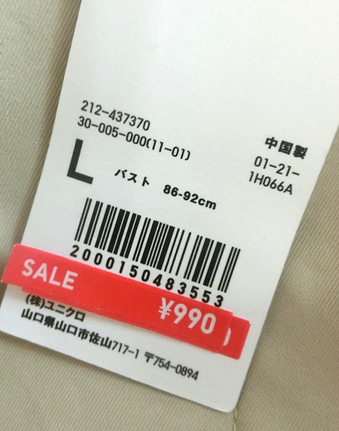 212-437370
30-005-000(11-01)
中国製
01-21-
1H066A
L
バスト 86-92cm
2000150483553
SALE
¥990
(株)ユニクロ
山口県山口市佐山717-1 〒754-0894